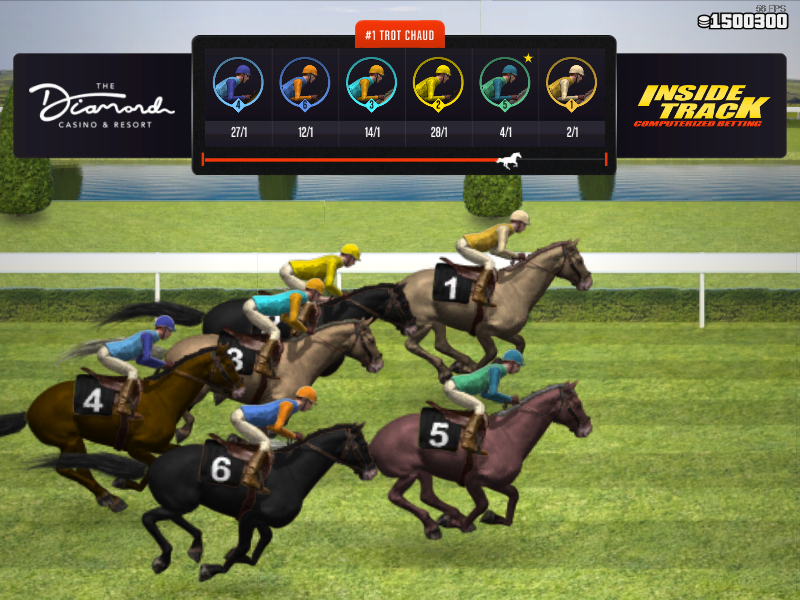 56 FPS
1500300
#1 TROT CHAUD
THE
Diamond
CASINO & RESORT
4 6 3 2 5 1
27/1 12/1 14/1 28/1 4/1 2/1
INSIDE
TRACK
COMPUTERIZED BETTING
1
3
4
5
6